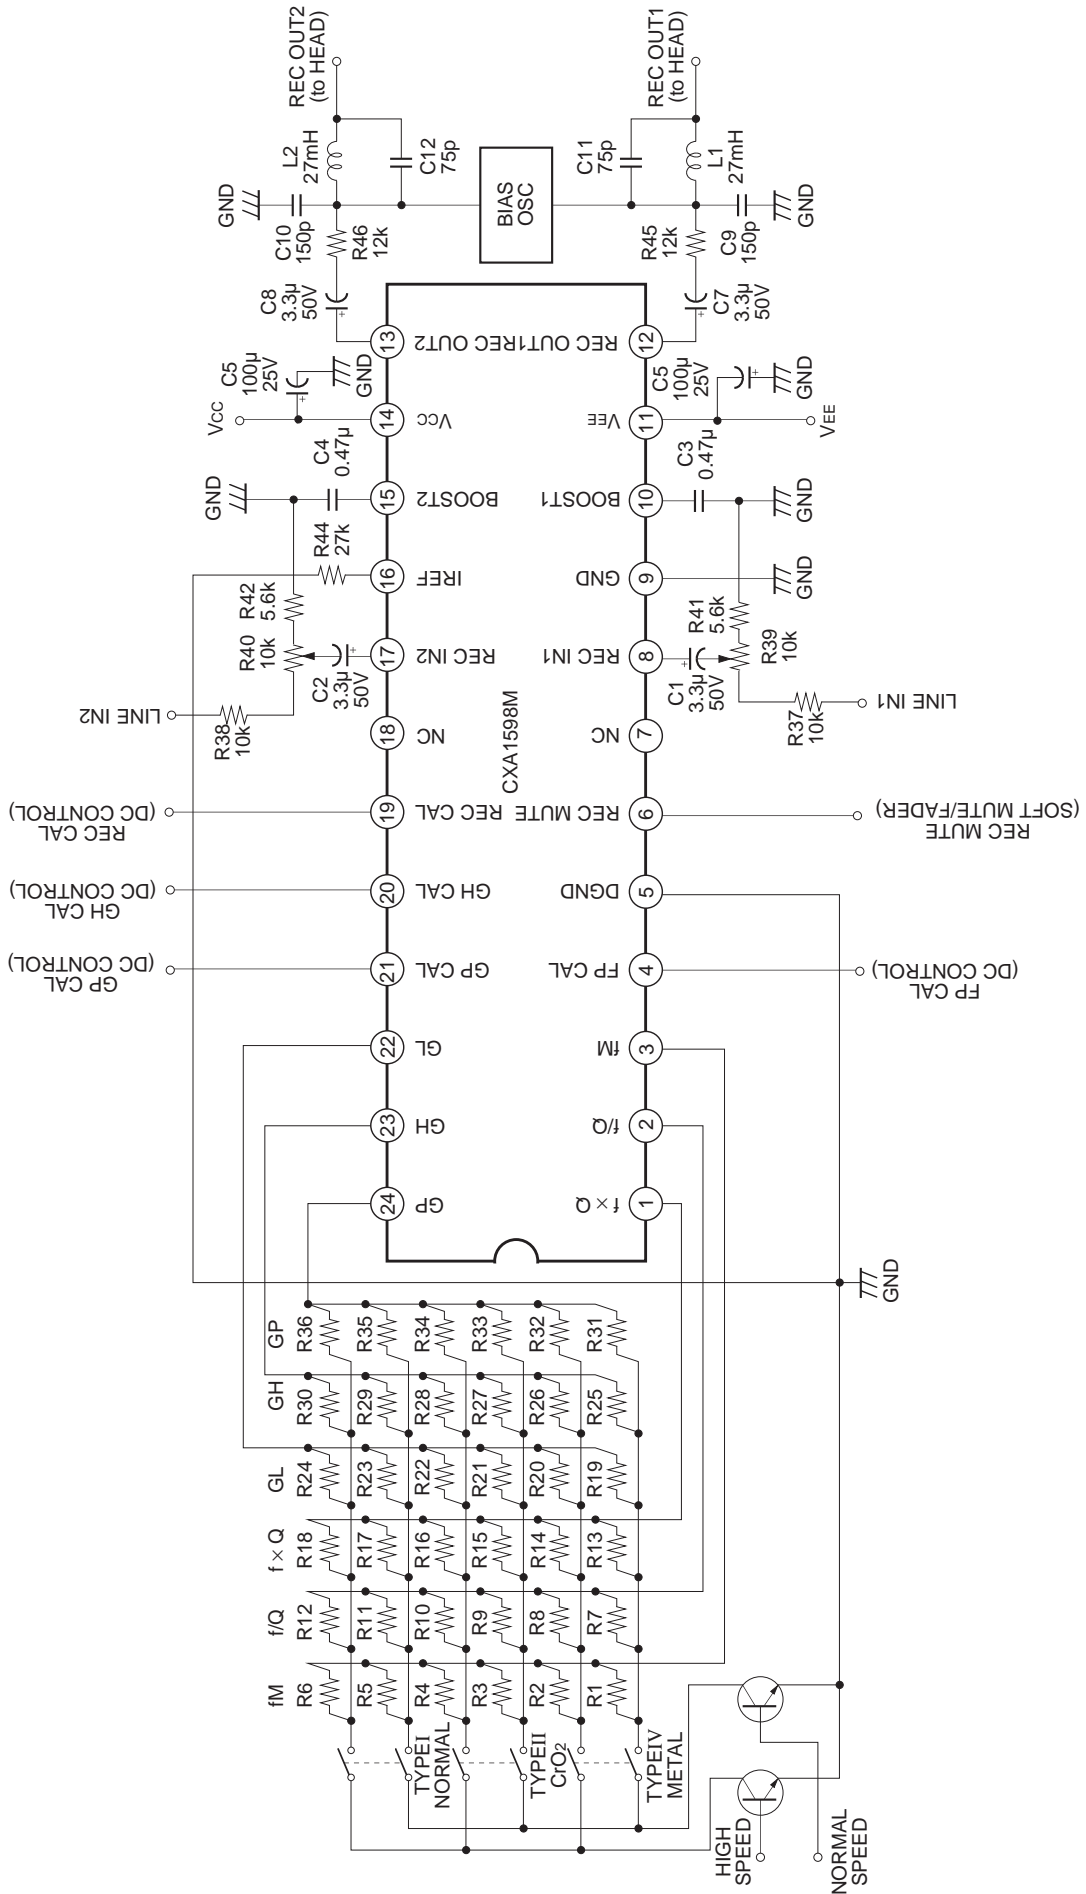 REC OUT2
(to HEAD)
REC OUT1
(to HEAD)
GND
C10
150p
L2
27mH
C12
75p
BIAS
OSC
C11
75p
L1
27mH
R46
12k
R45
12k
C9
150p
GND
C8
3.3μ
50V
C7
3.3μ
50V
13
REC OUT2
REC OUT1
12
C5
100μ
25V
GND
Vcc
14
Vcc
VEE
11
C5
100μ
25V
GND
VEE
GND
C4
0.47μ
15
BOOST2
BOOST1
10
C3
0.47μ
GND
R44
27k
16
IREF
GND
9
GND
R42
5.6k
R40
10k
C2
3.3μ
50V
17
REC IN2
REC IN1
8
C1
3.3μ
50V
R41
5.6k
R39
10k
LINE IN2
R38
10k
18
NC
CXA1598M
NC
7
R37
10k
LINE IN1
REC CAL
(DC CONTROL)
19
REC CAL
REC MUTE
6
REC MUTE
(SOFT MUTE/FADER)
GH CAL
(DC CONTROL)
20
GH CAL
DGND
5
GP CAL
(DC CONTROL)
21
GP CAL
FP CAL
4
FP CAL
(DC CONTROL)
22
GL
fM
3
23
GH
f/Q
2
24
GP
f × Q
1
GND
GP
R36
R35
R34
R33
R32
R31
GH
R30
R29
R28
R27
R26
R25
GL
R24
R23
R22
R21
R20
R19
f × Q
R18
R17
R16
R15
R14
R13
f/Q
R12
R11
R10
R9
R8
R7
fM
R6
R5
R4
R3
R2
R1
TYPEI
NORMAL
TYPEII
CrO2
TYPEIV
METAL
HIGH
SPEED
NORMAL
SPEED